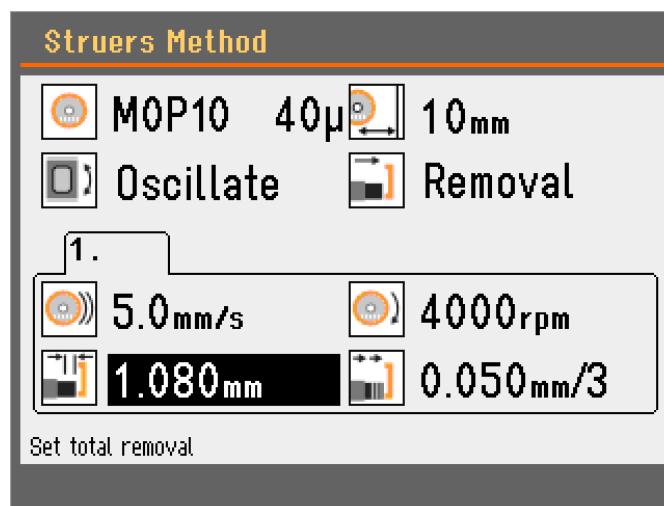 Struers Method
MOP10 40µ 10mm
Oscillate Removal
1.
5.0mm/s 4000rpm
1.080mm 0.050mm/3
Set total removal